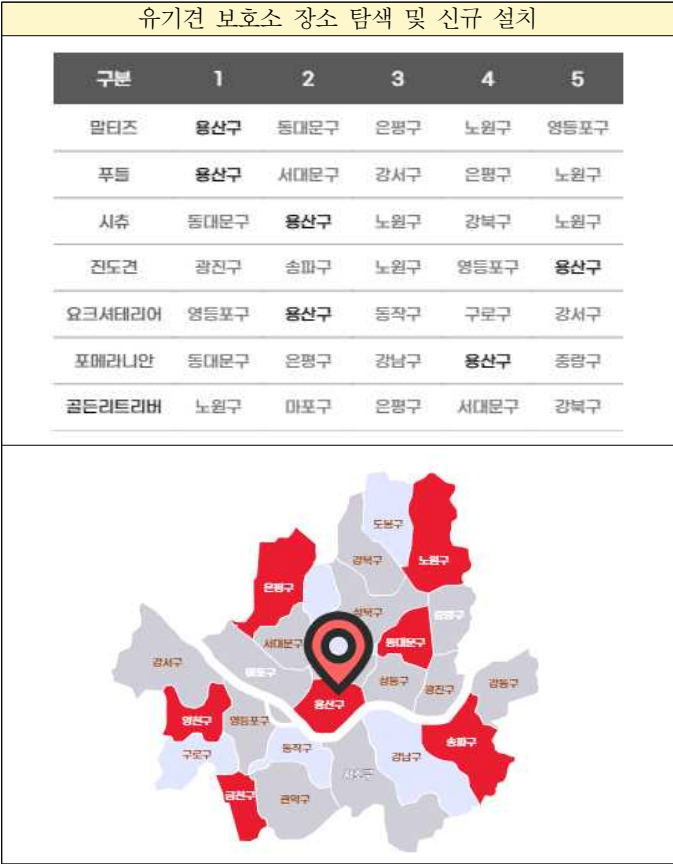 유기견 보호소 장소 탐색 및 신규 설치
구분 1 2 3 4 5
말티즈 용산구 동대문구 은평구 노원구 영등포구
푸들 용산구 서대문구 강서구 은평구 노원구
시츄 동대문구 용산구 노원구 강북구 노원구
진도견 광진구 송파구 노원구 영등포구 용산구
요크셔테리어 영등포구 용산구 동작구 구로구 강서구
포메라니안 동대문구 은평구 강남구 용산구 중랑구
골든리트리버 노원구 마포구 은평구 서대문구 강북구
도봉구
강북구 노원구
은평구
성북구
서대문구 동대문구
강서구 마포구
성동구 광진구 강동구
용산구
양천구 영등포구
구로구 동작구 강남구 송파구
서초구
금천구 관악구